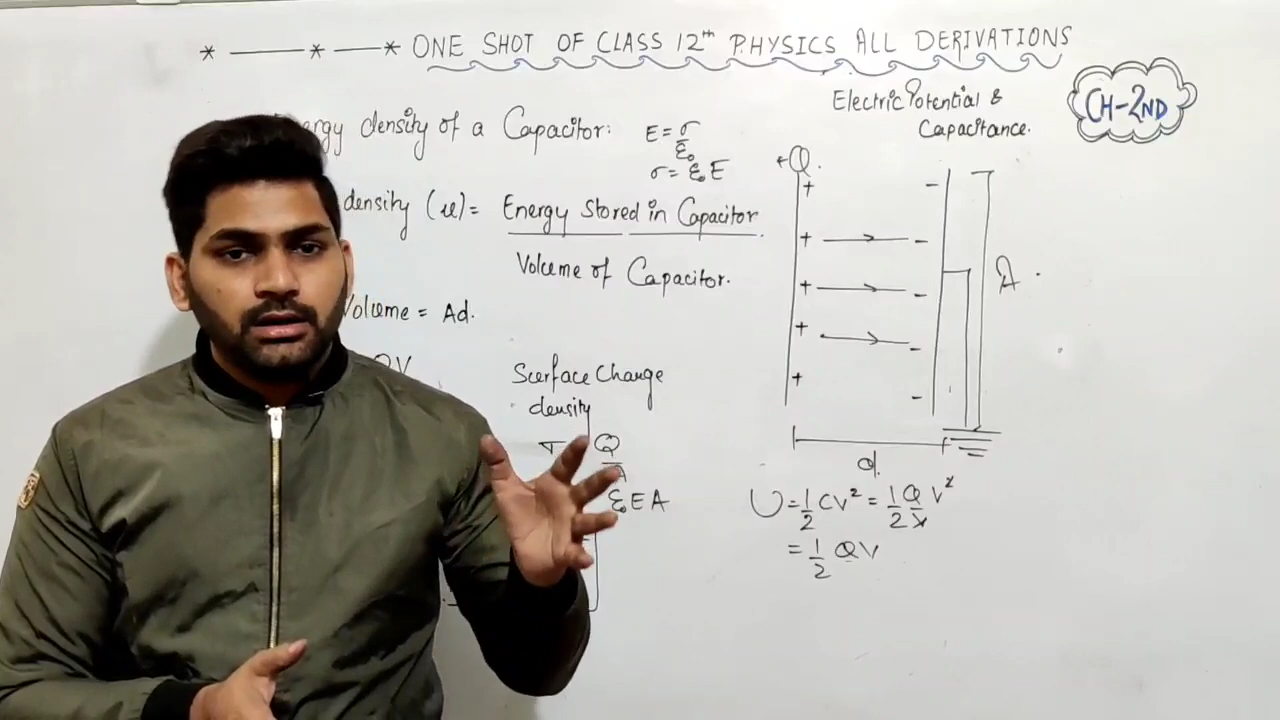 * ——— * — * ONE SHOT OF CLASS 12th PHYSICS ALL DERIVATIONS
Electric Potential &
Capacitance.
CH-2ND
density of a Capacitor:
E = σ/ε₀
σ = ε₀E
density (u) = Energy Stored in Capacitor
Volume of Capacitor.
Volume = Ad.
QV
Surface Charge
density
σ Q
A
ε₀EA
+Q.
+ + + + +
- - - - -
A
d.
U = 1/2 CV² = 1/2 Q/V V²
= 1/2 QV